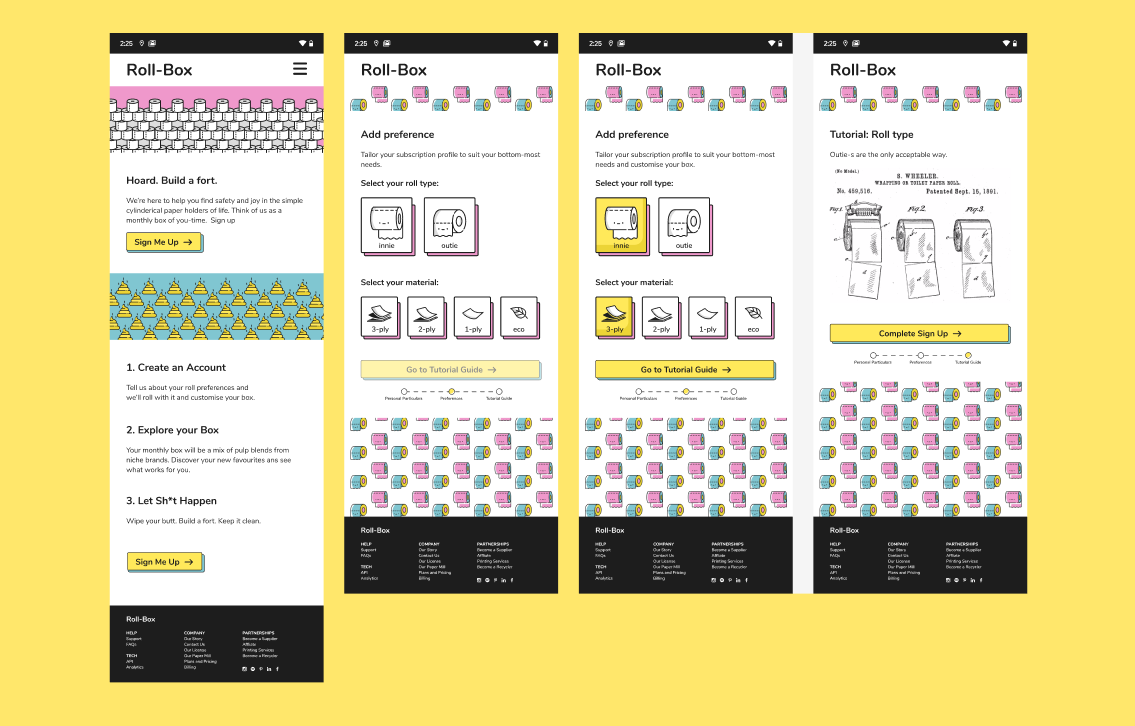 2:25
Roll-Box
Hoard. Build a fort.
We're here to help you find safety and joy in the simple
cylinderical paper holders of life. Think of us as a
monthly box of you-time. Sign up
Sign Me Up
1. Create an Account
Tell us about your roll preferences and
we'll roll with it and customise your box.
2. Explore your Box
Your monthly box will be a mix of pulp blends from
niche brands. Discover your new favourites ans see
what works for you.
3. Let Sh*t Happen
Wipe your butt. Build a fort. Keep it clean.
Sign Me Up
Roll-Box
HELP
Support
FAQs
TECH
API
Analytics
COMPANY
Our Story
Contact Us
Our License
Our Paper Mill
Plans and Pricing
Billing
PARTNERSHIPS
Become a Supplier
Affiliate
Printing Services
Become a Recycler
2:25
Roll-Box
Add preference
Tailor your subscription profile to suit your bottom-most
needs.
Select your roll type:
innie outie
Select your material:
3-ply 2-ply 1-ply eco
Go to Tutorial Guide
Personal Particulars Preferences Tutorial Guide
Roll-Box
HELP
Support
FAQs
TECH
API
Analytics
COMPANY
Our Story
Contact Us
Our License
Our Paper Mill
Plans and Pricing
Billing
PARTNERSHIPS
Become a Supplier
Affiliate
Printing Services
Become a Recycler
2:25
Roll-Box
Add preference
Tailor your subscription profile to suit your bottom-most
needs and customise your box.
Select your roll type:
innie outie
Select your material:
3-ply 2-ply 1-ply eco
Go to Tutorial Guide
Personal Particulars Preferences Tutorial Guide
Roll-Box
HELP
Support
FAQs
TECH
API
Analytics
COMPANY
Our Story
Contact Us
Our License
Our Paper Mill
Plans and Pricing
Billing
PARTNERSHIPS
Become a Supplier
Affiliate
Printing Services
Become a Recycler
2:25
Roll-Box
Tutorial: Roll type
Outie-s are the only acceptable way.
(No Model.)
S. WHEELER.
WRAPPING OR TOILET PAPER ROLL.
No. 459,516. Patented Sept. 15, 1891.
Fig.1. Fig.2. Fig.3.
Complete Sign Up
Personal Particulars Preferences Tutorial Guide
Roll-Box
HELP
Support
FAQs
TECH
API
Analytics
COMPANY
Our Story
Contact Us
Our License
Our Paper Mill
Plans and Pricing
Billing
PARTNERSHIPS
Become a Supplier
Affiliate
Printing Services
Become a Recycler